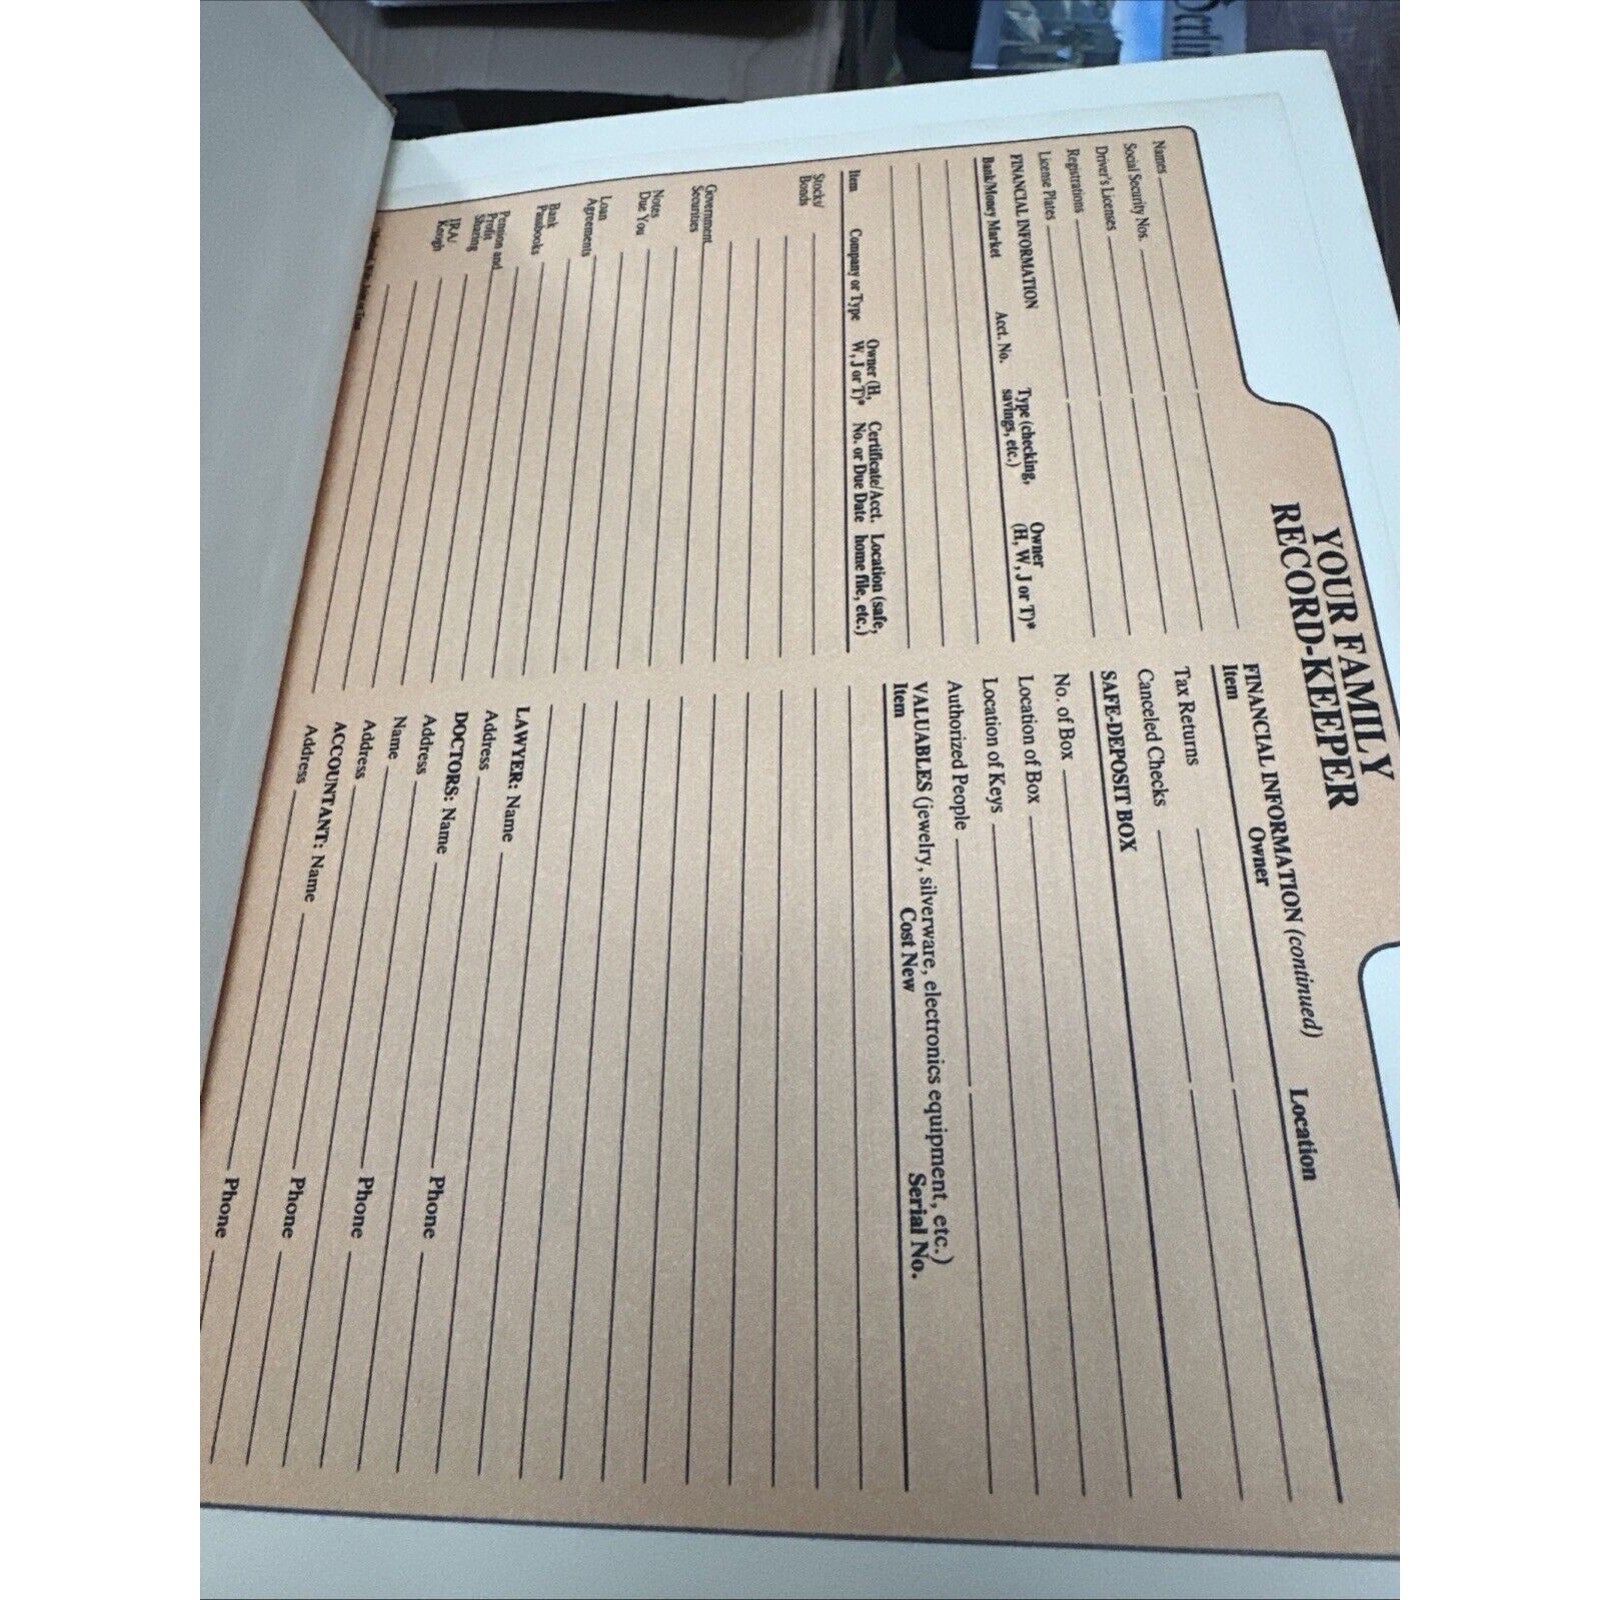 YOUR FAMILY
RECORD-KEEPER
Names
Social Security Nos.
Driver's Licenses
Registrations
License Plates
FINANCIAL INFORMATION
Bank/Money Market
Acct. No.
Type (checking,
savings, etc.)
Owner
(H, W, J or T)*
Item
Company or Type
Owner (H,
W, J or T)*
Certificate/Acct.
No. or Due Date
Location (safe,
home file, etc.)
Stocks/
Bonds
Government
Securities
Notes
Due You
Loan
Agreements
Bank
Passbooks
Pension and
Profit
Sharing
IRA/
Keogh
FINANCIAL INFORMATION (continued)
Item
Owner
Location
Tax Returns
Canceled Checks
SAFE-DEPOSIT BOX
No. of Box
Location of Box
Location of Keys
Authorized People
VALUABLES (jewelry, silverware, electronics equipment, etc.)
Item
Cost New
Serial No.
LAWYER: Name
Address
Phone
DOCTORS: Name
Address
Phone
Name
Address
Phone
ACCOUNTANT: Name
Address
Phone
Berlin